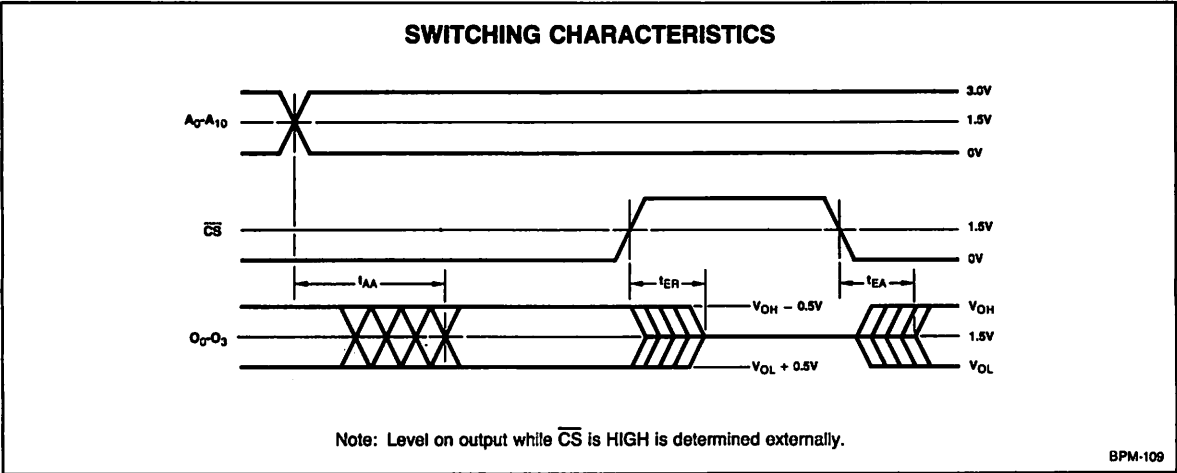 SWITCHING CHARACTERISTICS
A0-A10
3.0V
1.5V
0V
CS
1.5V
0V
tAA
tER
tEA
O0-O3
VOH – 0.5V
VOH
1.5V
VOL + 0.5V
VOL
Note: Level on output while CS is HIGH is determined externally.
BPM-109